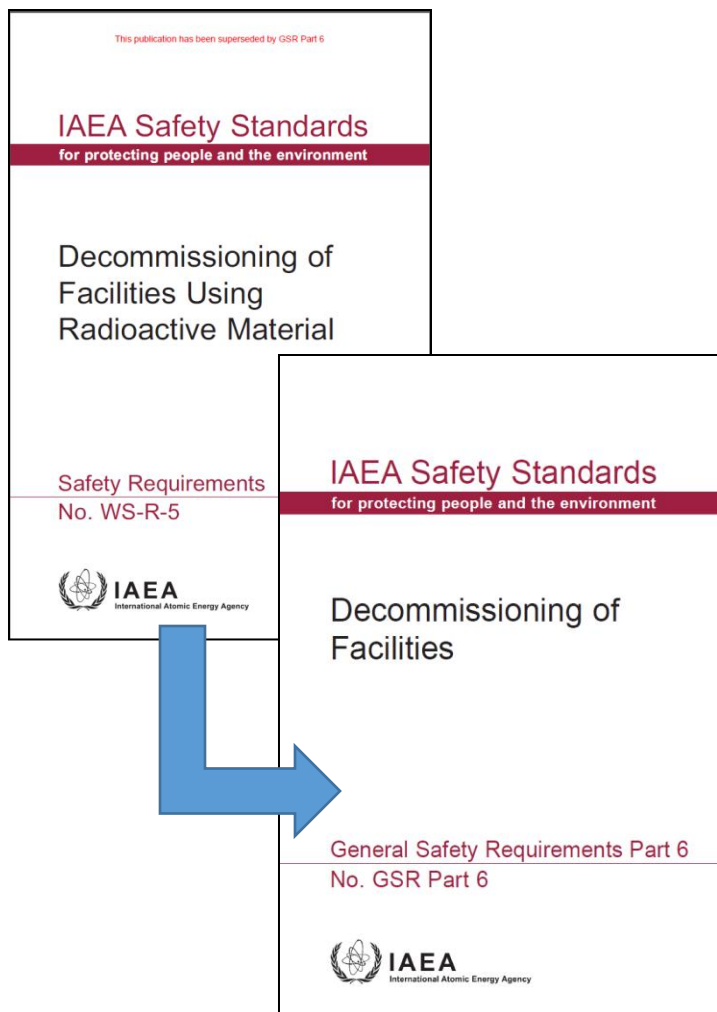 This publication has been superseded by GSR Part 6
IAEA Safety Standards
for protecting people and the environment
Decommissioning of
Facilities Using
Radioactive Material
Safety Requirements
No. WS-R-5
IAEA
International Atomic Energy Agency
IAEA Safety Standards
for protecting people and the environment
Decommissioning of
Facilities
General Safety Requirements Part 6
No. GSR Part 6
IAEA
International Atomic Energy Agency